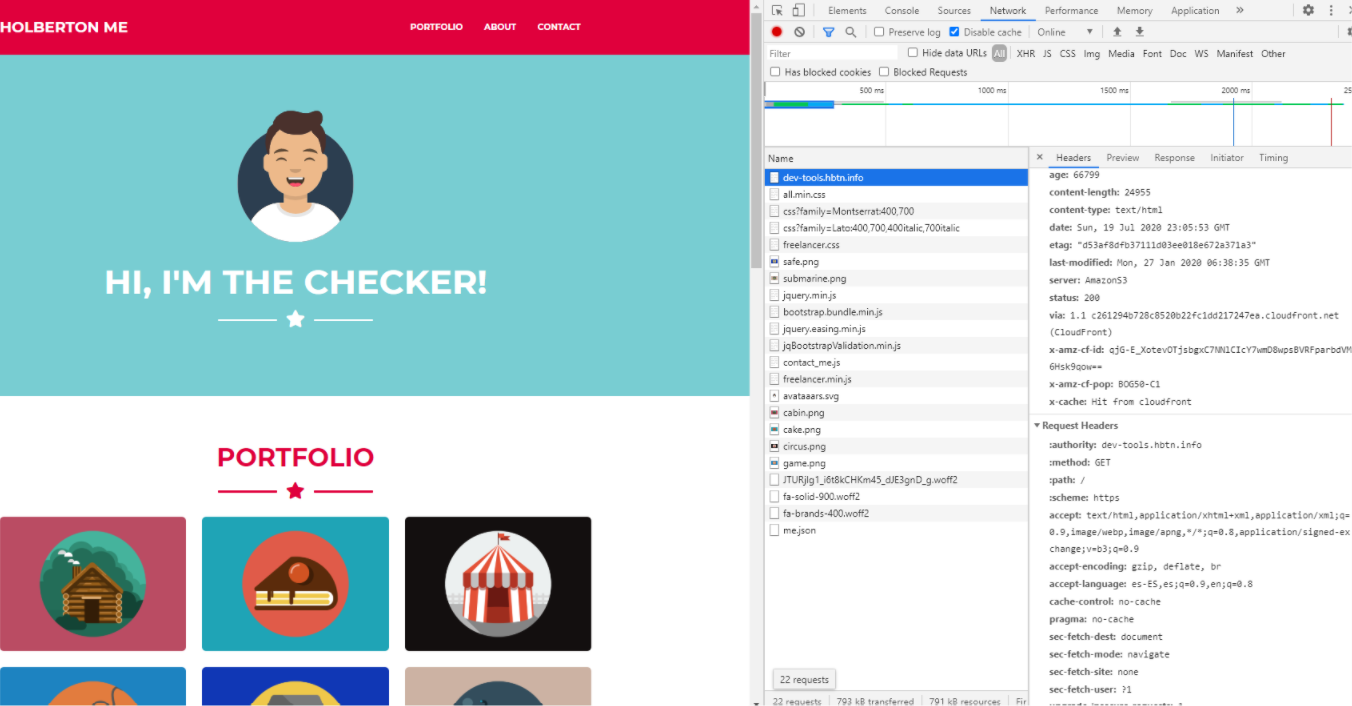 HOLBERTON ME
PORTFOLIO ABOUT CONTACT
HI, I'M THE CHECKER!
PORTFOLIO
Elements Console Sources Network Performance Memory Application »
Preserve log Disable cache Online
Filter Hide data URLs All XHR JS CSS Img Media Font Doc WS Manifest Other
Has blocked cookies Blocked Requests
500 ms 1000 ms 1500 ms 2000 ms 25
Name
dev-tools.hbtn.info
all.min.css
css?family=Montserrat:400,700
css?family=Lato:400,700,400italic,700italic
freelancer.css
safe.png
submarine.png
jquery.min.js
bootstrap.bundle.min.js
jquery.easing.min.js
jqBootstrapValidation.min.js
contact_me.js
freelancer.min.js
avataaars.svg
cabin.png
cake.png
circus.png
game.png
JTURjIg1_i6t8kCHKm45_dJE3gnD_g.woff2
fa-solid-900.woff2
fa-brands-400.woff2
me.json
22 requests
22 requests 793 kB transferred 791 kB resources Fir
× Headers Preview Response Initiator Timing
age: 66799
content-length: 24955
content-type: text/html
date: Sun, 19 Jul 2020 23:05:53 GMT
etag: "d53af8dfb37111d03ee018e672a371a3"
last-modified: Mon, 27 Jan 2020 06:38:35 GMT
server: AmazonS3
status: 200
via: 1.1 c261294b728c8520b22fc1dd217247ea.cloudfront.net
(CloudFront)
x-amz-cf-id: qjG-E_XotevOTjsbgxC7NNlCIcY7wmD8wpsBVRFparbdVM
6Hsk9qow==
x-amz-cf-pop: BOG50-C1
x-cache: Hit from cloudfront
Request Headers
:authority: dev-tools.hbtn.info
:method: GET
:path: /
:scheme: https
accept: text/html,application/xhtml+xml,application/xml;q=
0.9,image/webp,image/apng,*/*;q=0.8,application/signed-ex
change;v=b3;q=0.9
accept-encoding: gzip, deflate, br
accept-language: es-ES,es;q=0.9,en;q=0.8
cache-control: no-cache
pragma: no-cache
sec-fetch-dest: document
sec-fetch-mode: navigate
sec-fetch-site: none
sec-fetch-user: ?1